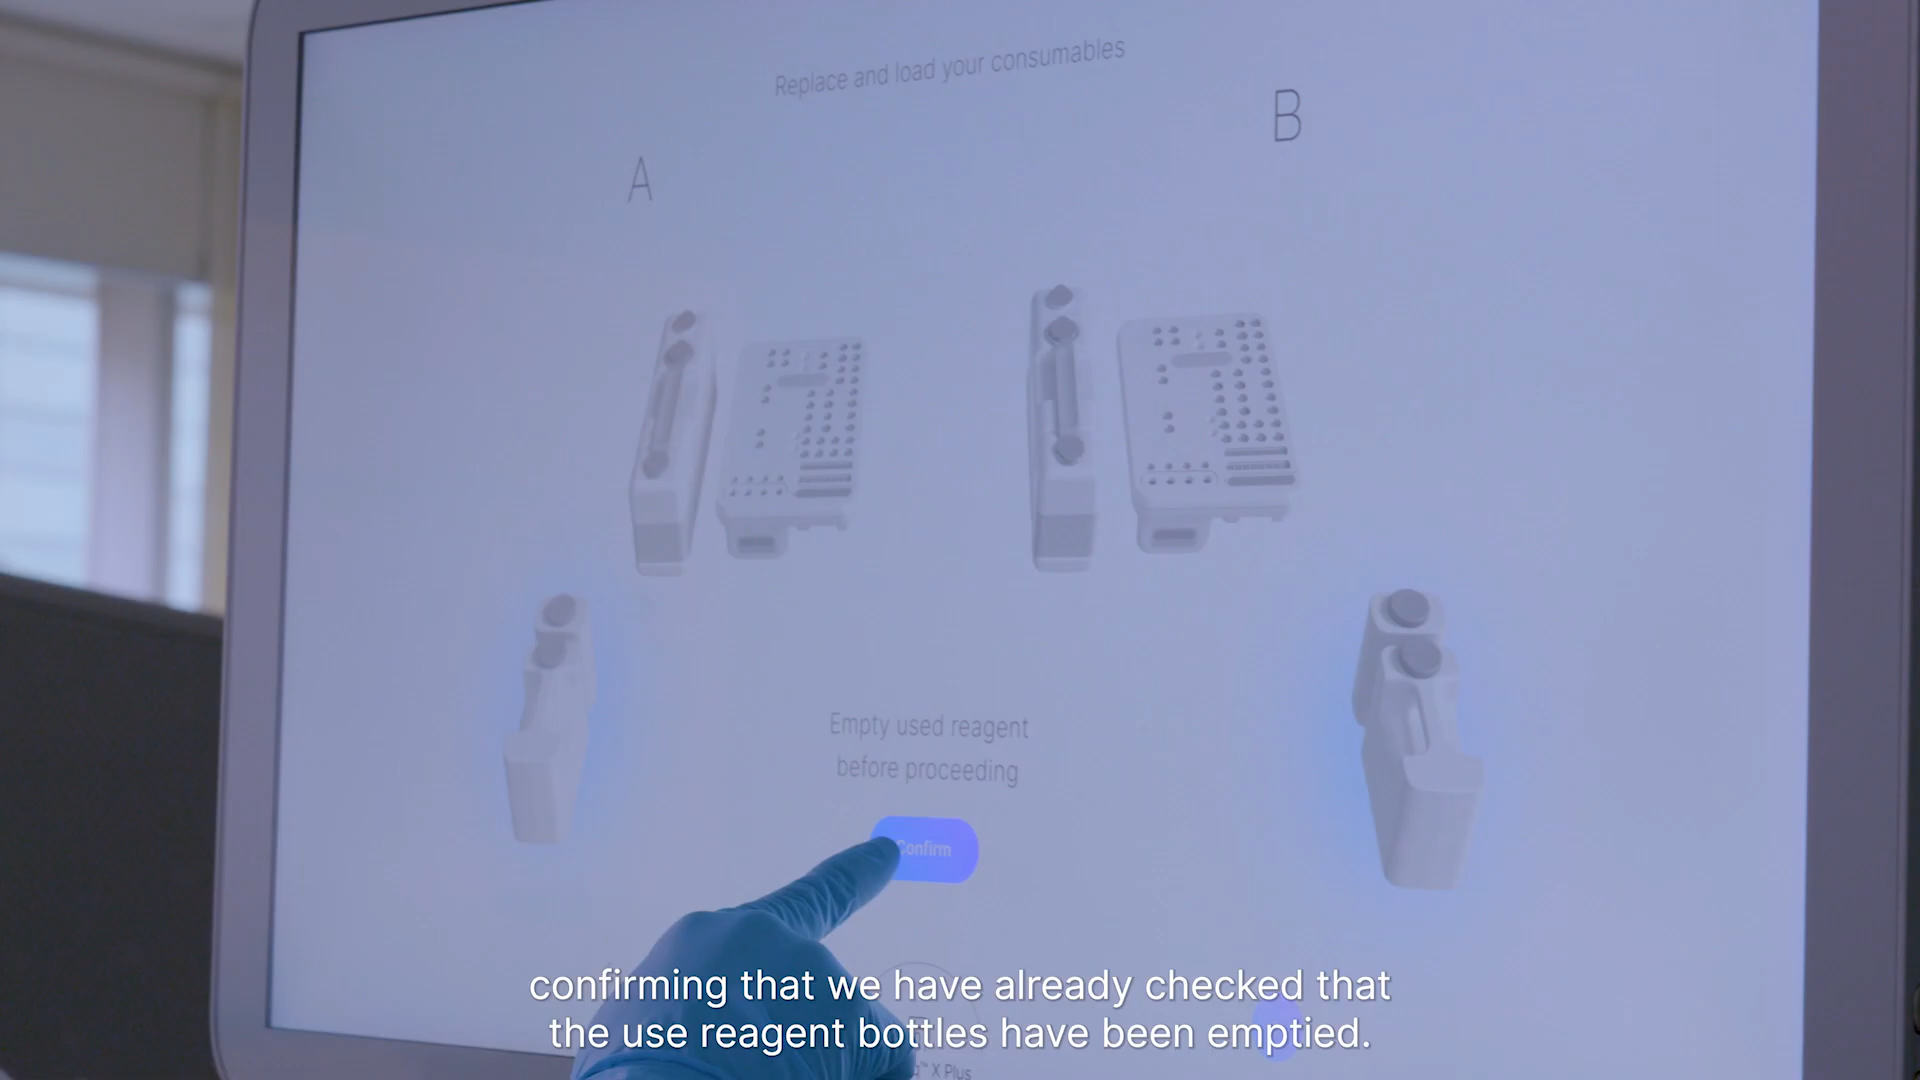 Replace and load your consumables
A
B
Empty used reagent
before proceeding
Confirm
confirming that we have already checked that
the use reagent bottles have been emptied.
X Plus